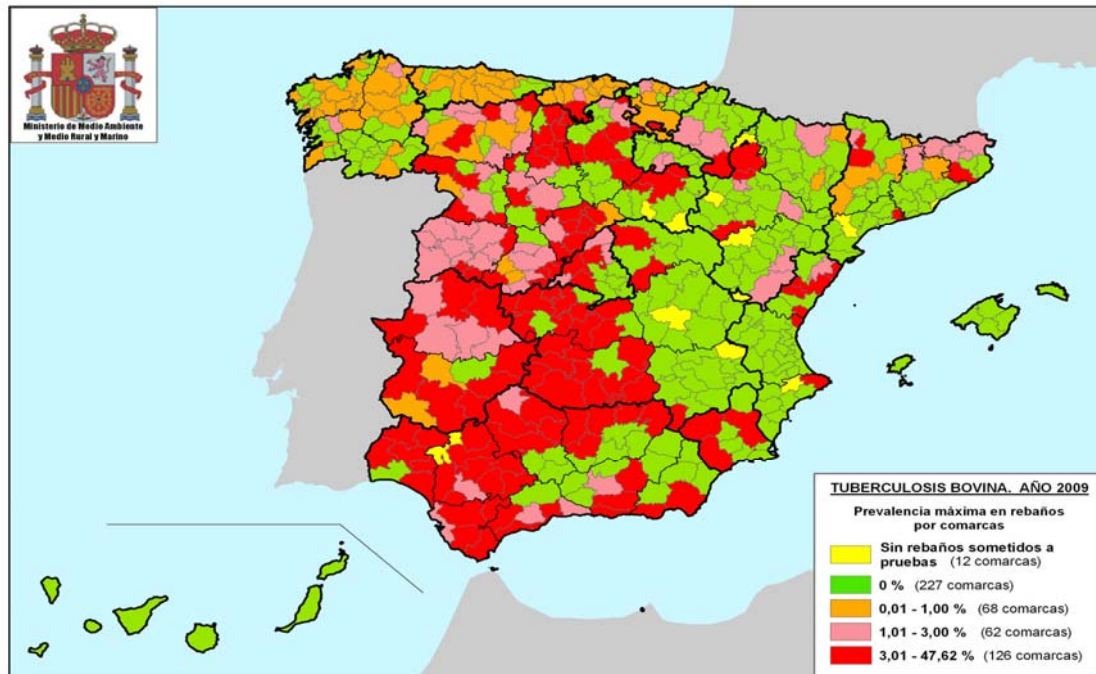 Ministerio de Medio Ambiente
y Medio Rural y Marino
TUBERCULOSIS BOVINA. AÑO 2009
Prevalencia máxima en rebaños
por comarcas
Sin rebaños sometidos a
pruebas (12 comarcas)
0 % (227 comarcas)
0,01 - 1,00 % (68 comarcas)
1,01 - 3,00 % (62 comarcas)
3,01 - 47,62 % (126 comarcas)